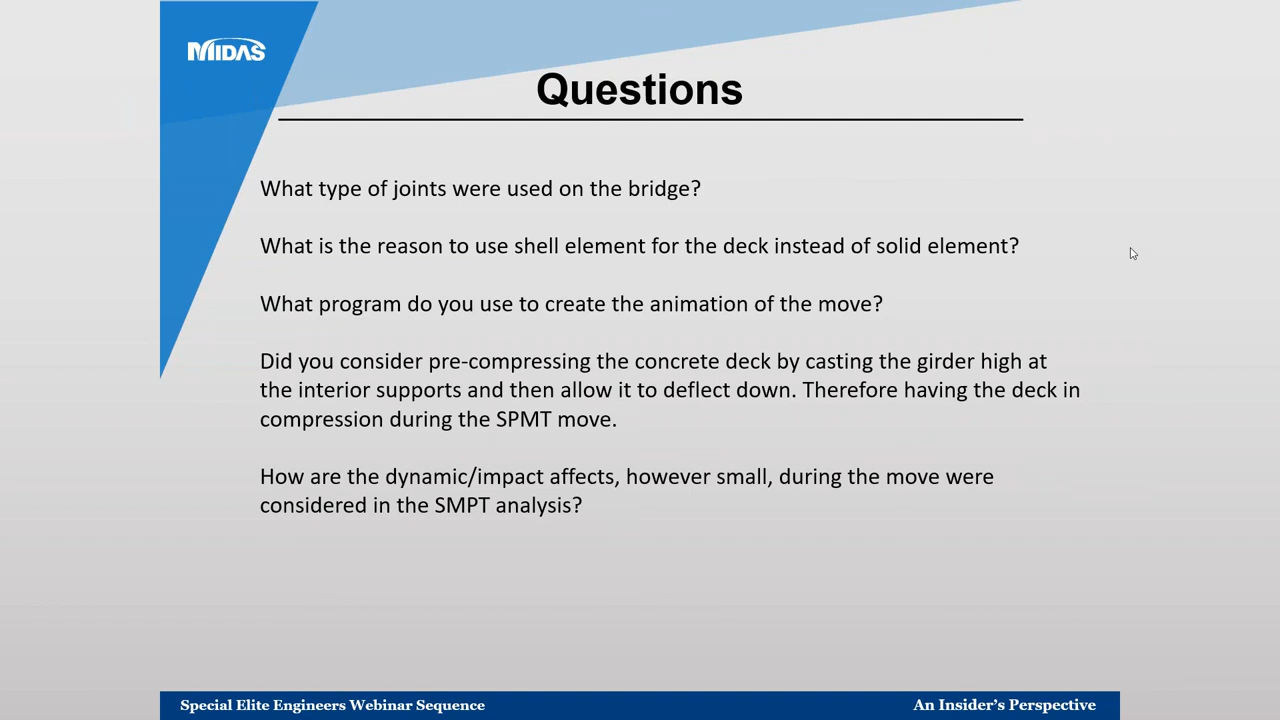 MIDAS
Questions
What type of joints were used on the bridge?
What is the reason to use shell element for the deck instead of solid element?
What program do you use to create the animation of the move?
Did you consider pre-compressing the concrete deck by casting the girder high at
the interior supports and then allow it to deflect down. Therefore having the deck in
compression during the SPMT move.
How are the dynamic/impact affects, however small, during the move were
considered in the SMPT analysis?
Special Elite Engineers Webinar Sequence
An Insider's Perspective